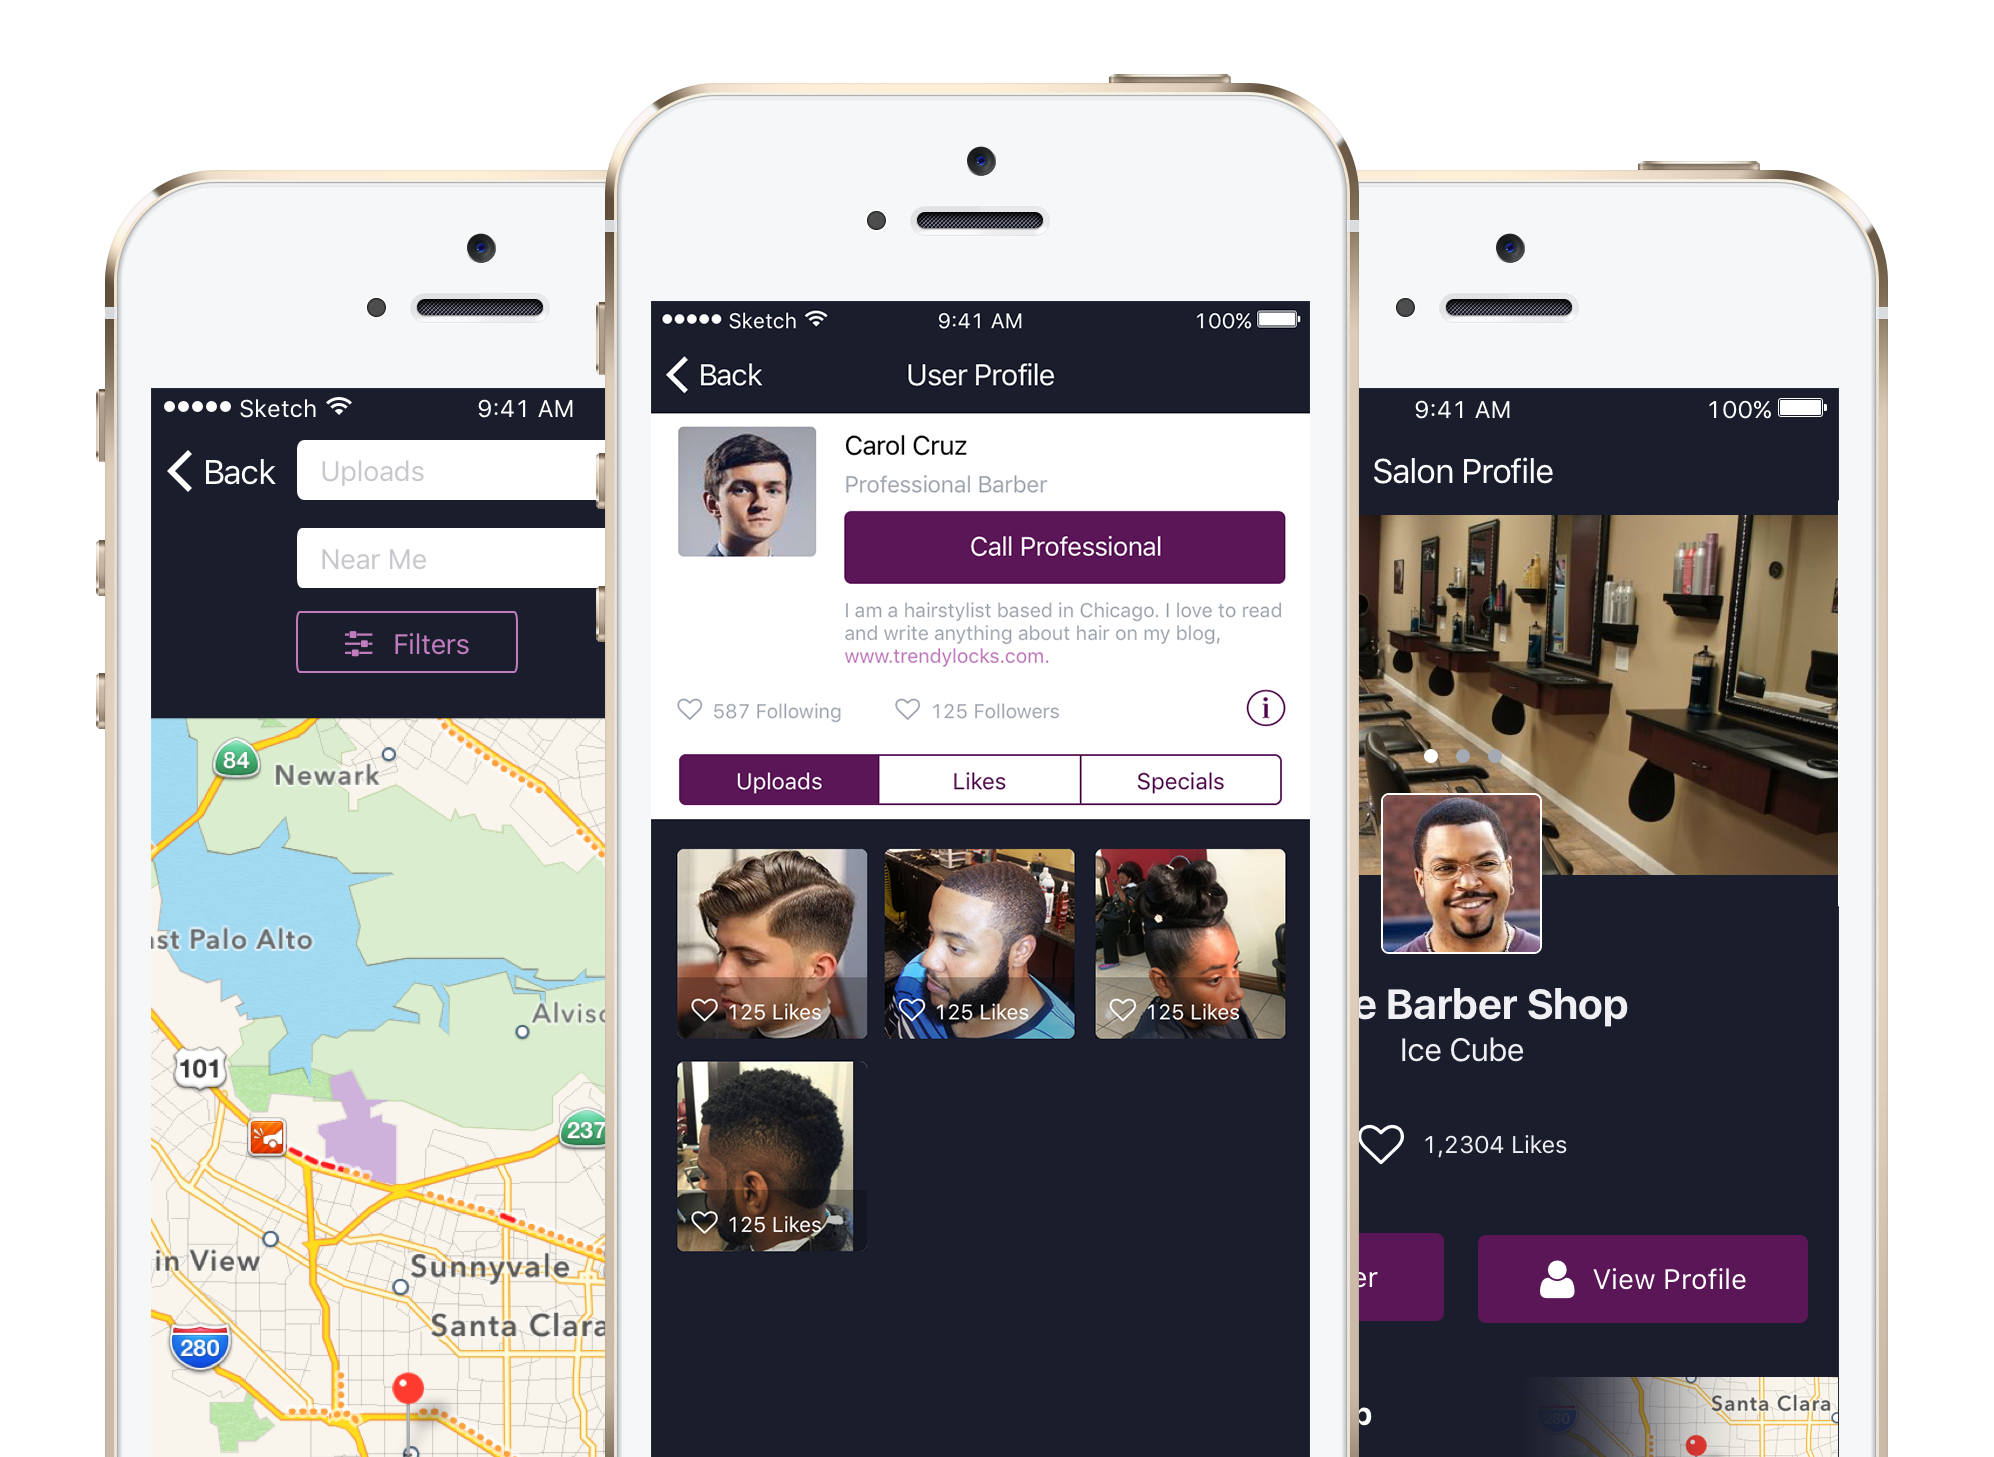 Sketch
9:41 AM
Back
Uploads
Near Me
Filters
84
Newark
st Palo Alto
Alviso
101
237
in View
Sunnyvale
Santa Clara
280
Sketch
9:41 AM
100%
Back
User Profile
Carol Cruz
Professional Barber
Call Professional
I am a hairstylist based in Chicago. I love to read
and write anything about hair on my blog,
www.trendylocks.com.
587 Following
125 Followers
Uploads
Likes
Specials
125 Likes
125 Likes
125 Likes
125 Likes
9:41 AM
100%
Salon Profile
e Barber Shop
Ice Cube
1,2304 Likes
er
View Profile
p
280
Santa Clara